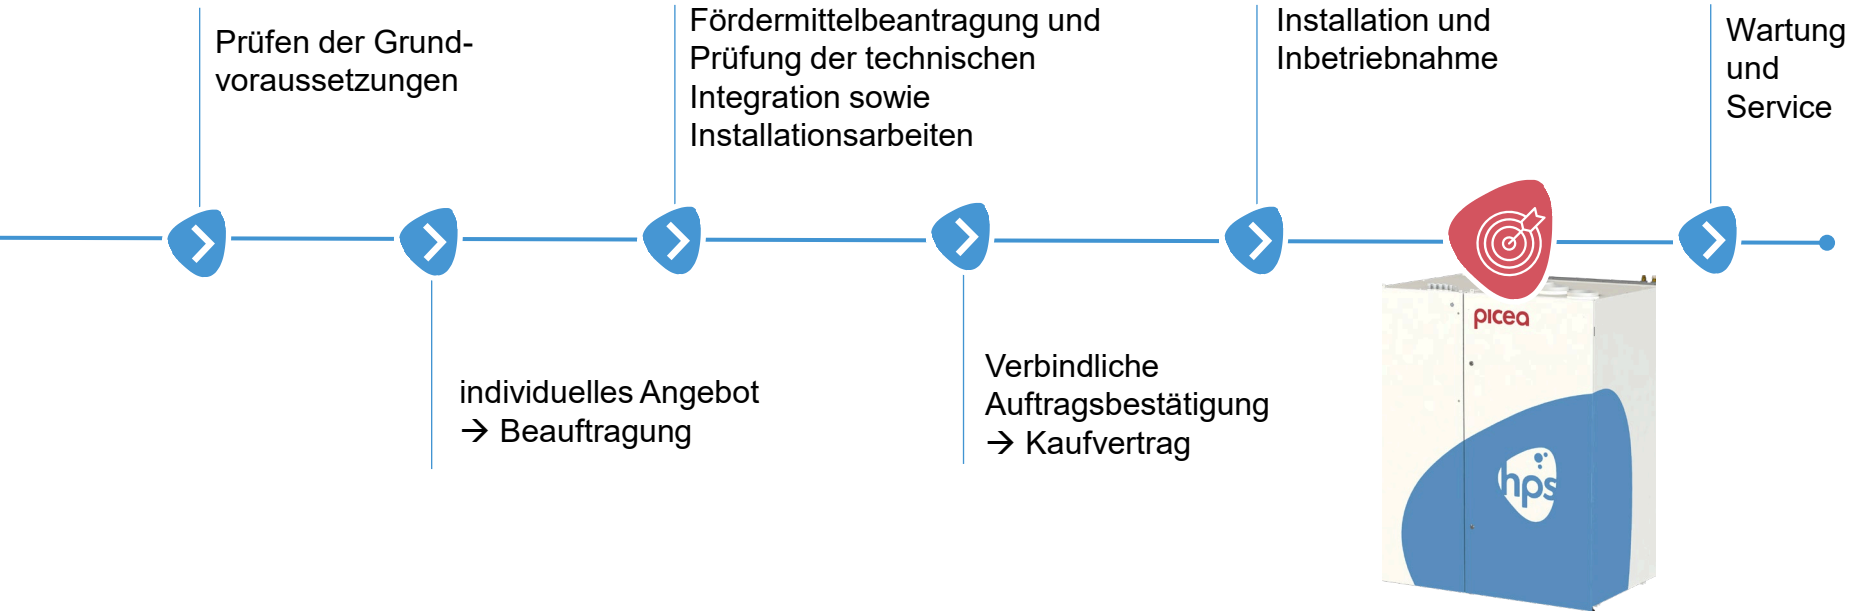 Prüfen der Grund-
voraussetzungen
individuelles Angebot
→ Beauftragung
Fördermittelbeantragung und
Prüfung der technischen
Integration sowie
Installationsarbeiten
Verbindliche
Auftragsbestätigung
→ Kaufvertrag
Installation und
Inbetriebnahme
picea
hps
Wartung
und
Service